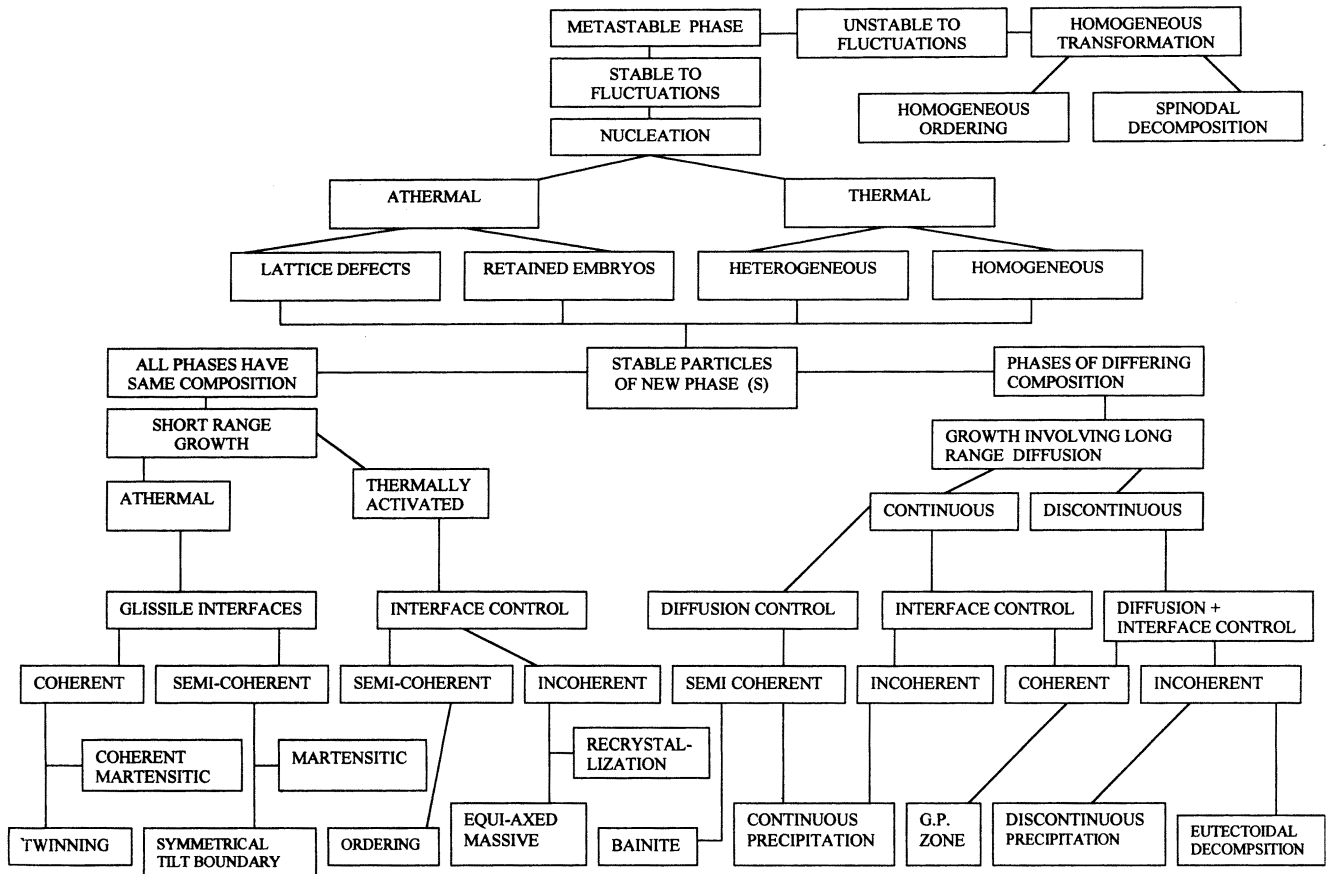 METASTABLE PHASE
UNSTABLE TO
FLUCTUATIONS
HOMOGENEOUS
TRANSFORMATION
STABLE TO
FLUCTUATIONS
HOMOGENEOUS
ORDERING
SPINODAL
DECOMPOSITION
NUCLEATION
ATHERMAL
THERMAL
LATTICE DEFECTS
RETAINED EMBRYOS
HETEROGENEOUS
HOMOGENEOUS
ALL PHASES HAVE
SAME COMPOSITION
STABLE PARTICLES
OF NEW PHASE (S)
PHASES OF DIFFERING
COMPOSITION
SHORT RANGE
GROWTH
GROWTH INVOLVING LONG
RANGE DIFFUSION
ATHERMAL
THERMALLY
ACTIVATED
CONTINUOUS
DISCONTINUOUS
GLISSILE INTERFACES
INTERFACE CONTROL
DIFFUSION CONTROL
INTERFACE CONTROL
DIFFUSION +
INTERFACE CONTROL
COHERENT
SEMI-COHERENT
SEMI-COHERENT
INCOHERENT
SEMI COHERENT
INCOHERENT
COHERENT
INCOHERENT
COHERENT
MARTENSITIC
MARTENSITIC
RECRYSTAL-
LIZATION
TWINNING
SYMMETRICAL
TILT BOUNDARY
ORDERING
EQUI-AXED
MASSIVE
BAINITE
CONTINUOUS
PRECIPITATION
G.P.
ZONE
DISCONTINUOUS
PRECIPITATION
EUTECTOIDAL
DECOMPSITION